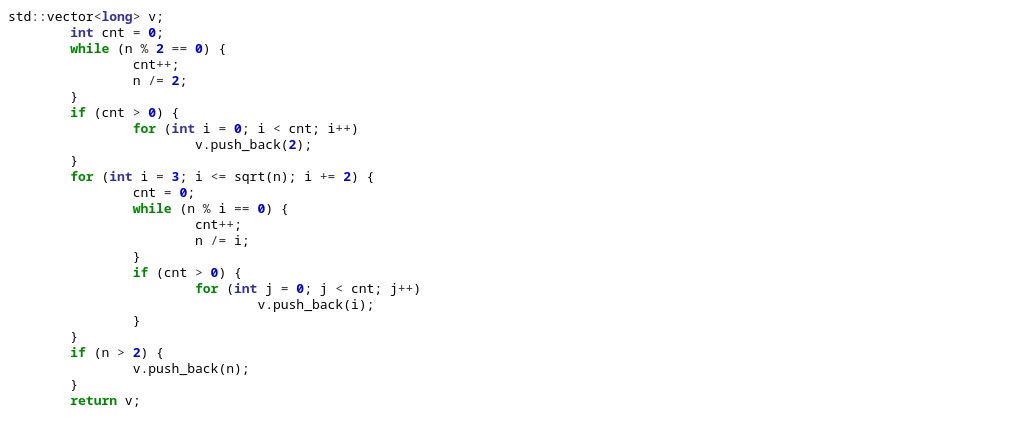 std::vector<long> v;
        int cnt = 0;
        while (n % 2 == 0) {
                cnt++;
                n /= 2;
        }
        if (cnt > 0) {
                for (int i = 0; i < cnt; i++)
                        v.push_back(2);
        }
        for (int i = 3; i <= sqrt(n); i += 2) {
                cnt = 0;
                while (n % i == 0) {
                        cnt++;
                        n /= i;
                }
                if (cnt > 0) {
                        for (int j = 0; j < cnt; j++)
                                v.push_back(i);
                }
        }
        if (n > 2) {
                v.push_back(n);
        }
        return v;